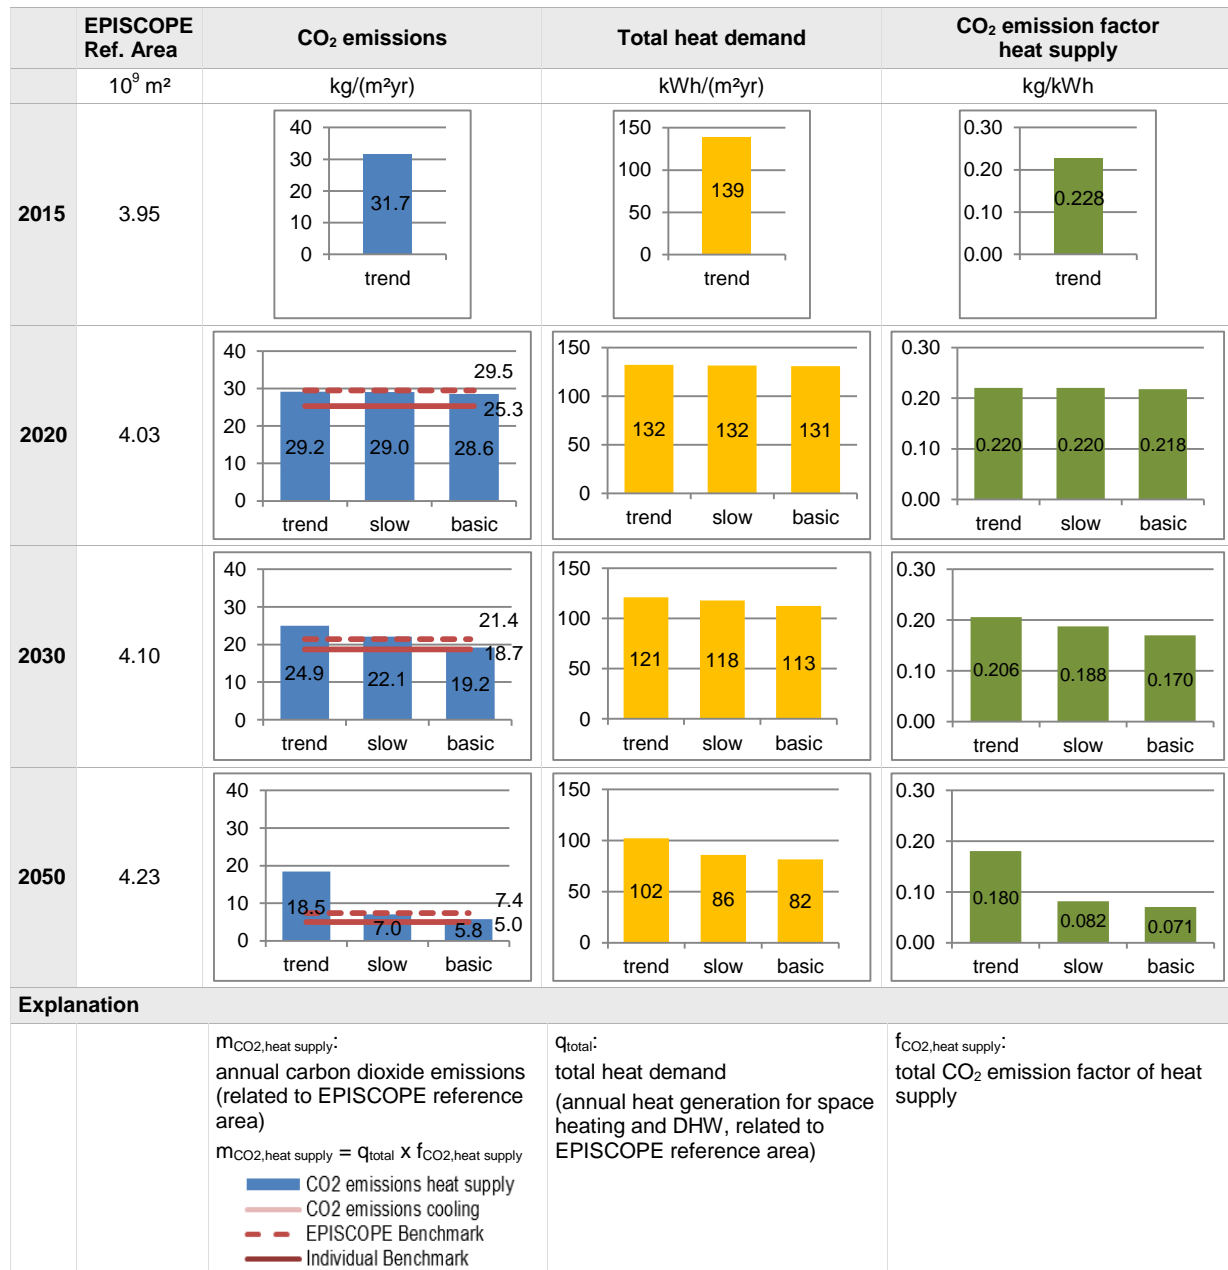 EPISCOPE
Ref. Area
CO₂ emissions
Total heat demand
CO₂ emission factor
heat supply
10⁹ m²
kg/(m²yr)
kWh/(m²yr)
kg/kWh
2015
3.95
40
30
20
10
0
31.7
trend
150
100
50
0
139
trend
0.30
0.20
0.10
0.00
0.228
trend
2020
4.03
40
30
20
10
0
29.5
25.3
29.2 29.0 28.6
trend slow basic
150
100
50
0
132 132 131
trend slow basic
0.30
0.20
0.10
0.00
0.220 0.220 0.218
trend slow basic
2030
4.10
40
30
20
10
0
21.4
18.7
24.9 22.1 19.2
trend slow basic
150
100
50
0
121 118 113
trend slow basic
0.30
0.20
0.10
0.00
0.206 0.188 0.170
trend slow basic
2050
4.23
40
30
20
10
0
7.4
5.0
18.5 7.0 5.8
trend slow basic
150
100
50
0
102 86 82
trend slow basic
0.30
0.20
0.10
0.00
0.180 0.082 0.071
trend slow basic
Explanation
mCO2,heat supply:
annual carbon dioxide emissions
(related to EPISCOPE reference
area)
mCO2,heat supply = qtotal x fCO2,heat supply
CO2 emissions heat supply
CO2 emissions cooling
EPISCOPE Benchmark
Individual Benchmark
qtotal:
total heat demand
(annual heat generation for space
heating and DHW, related to
EPISCOPE reference area)
fCO2,heat supply:
total CO₂ emission factor of heat
supply